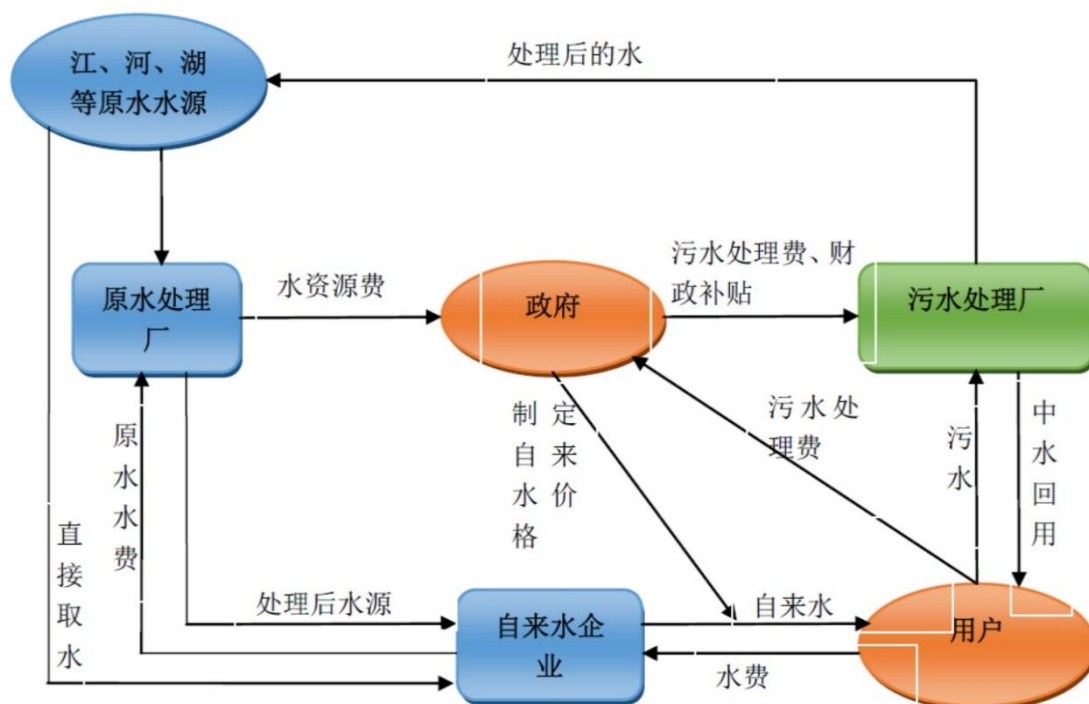 处理后的水
江、河、湖
等原水水源
污水处理费、财
政补贴
水资源费
原水处理
厂
政府
污水处理厂
制定
自来
水价
格
污水处
理费
污水
中水回用
原水水费
直接取水
处理后水源
自来水企
业
自来水
水费
用户